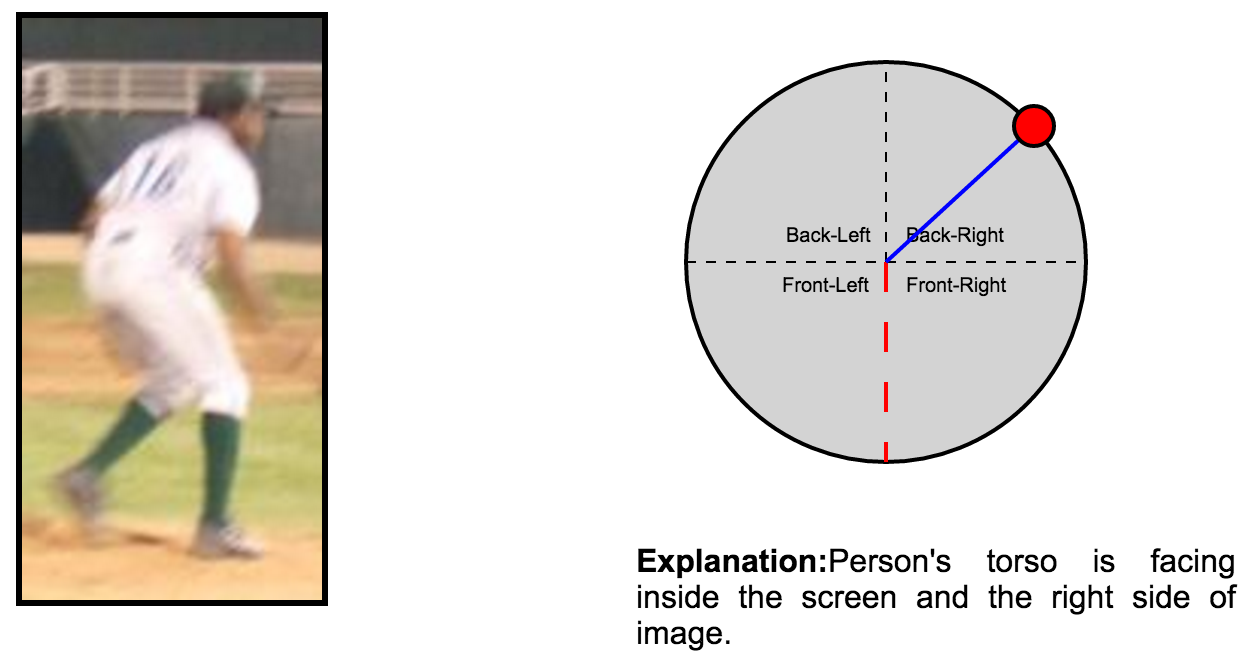 16
Back-Left Back-Right
Front-Left Front-Right
Explanation:Person's torso is facing
inside the screen and the right side of
image.